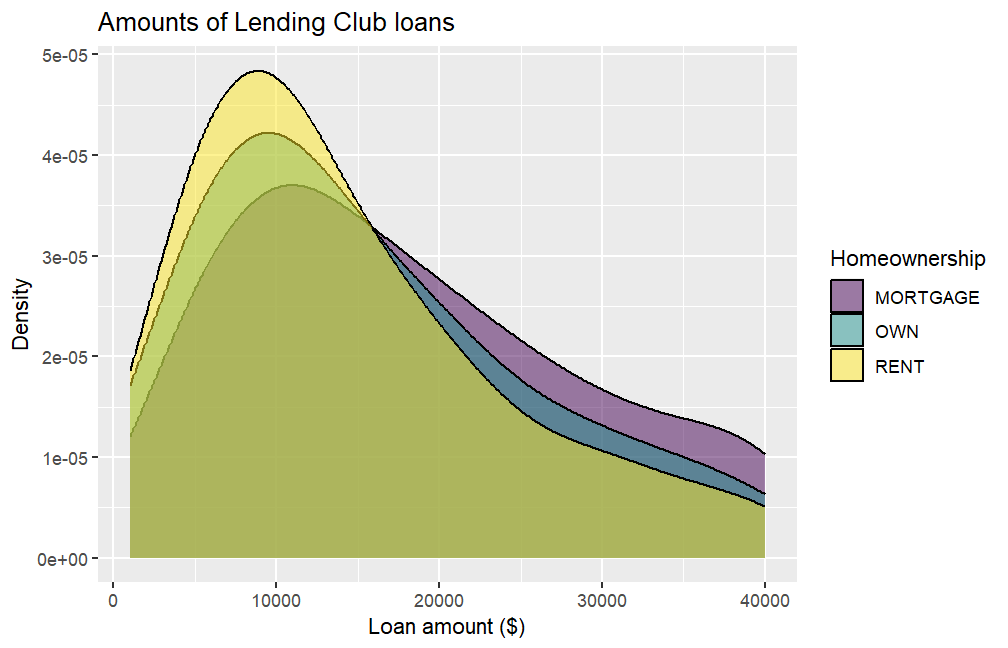 Amounts of Lending Club loans
5e-05
4e-05
3e-05
2e-05
1e-05
0e+00
Density
0
10000
20000
30000
40000
Loan amount ($)
Homeownership
MORTGAGE
OWN
RENT